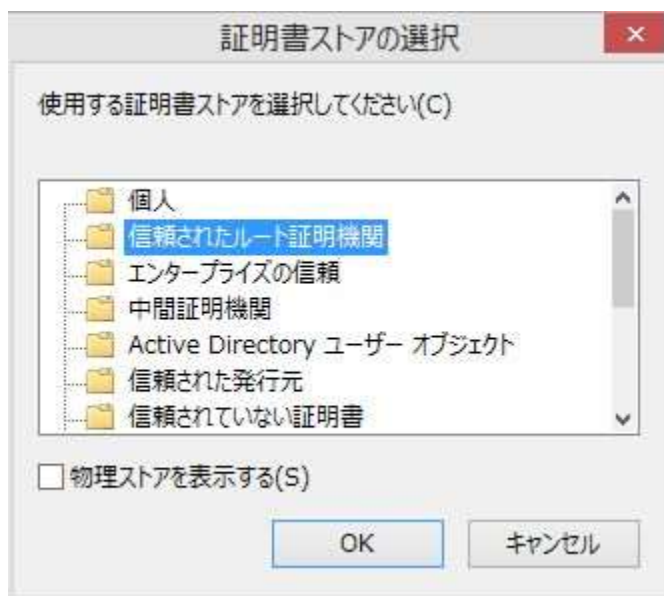 証明書ストアの選択
使用する証明書ストアを選択してください(C)
個人
信頼されたルート証明機関
エンタープライズの信頼
中間証明機関
Active Directory ユーザー オブジェクト
信頼された発行元
信頼されていない証明書
物理ストアを表示する(S)
OK
キャンセル